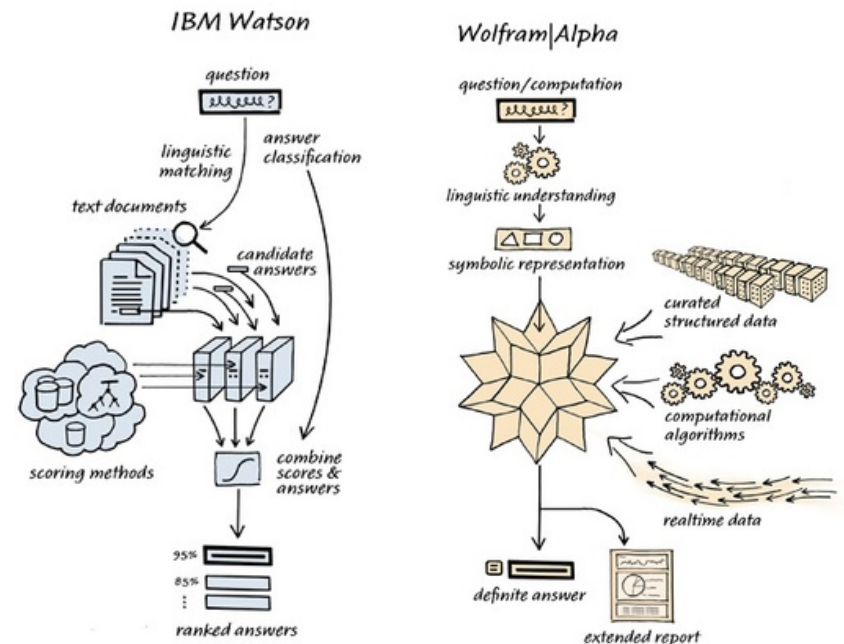 IBM Watson
question
?
linguistic
matching
answer
classification
text documents
candidate
answers
scoring methods
combine
scores &
answers
95%
85%
⋮
ranked answers
Wolfram|Alpha
question/computation
?
linguistic understanding
symbolic representation
curated
structured data
computational
algorithms
realtime data
=
definite answer
extended report